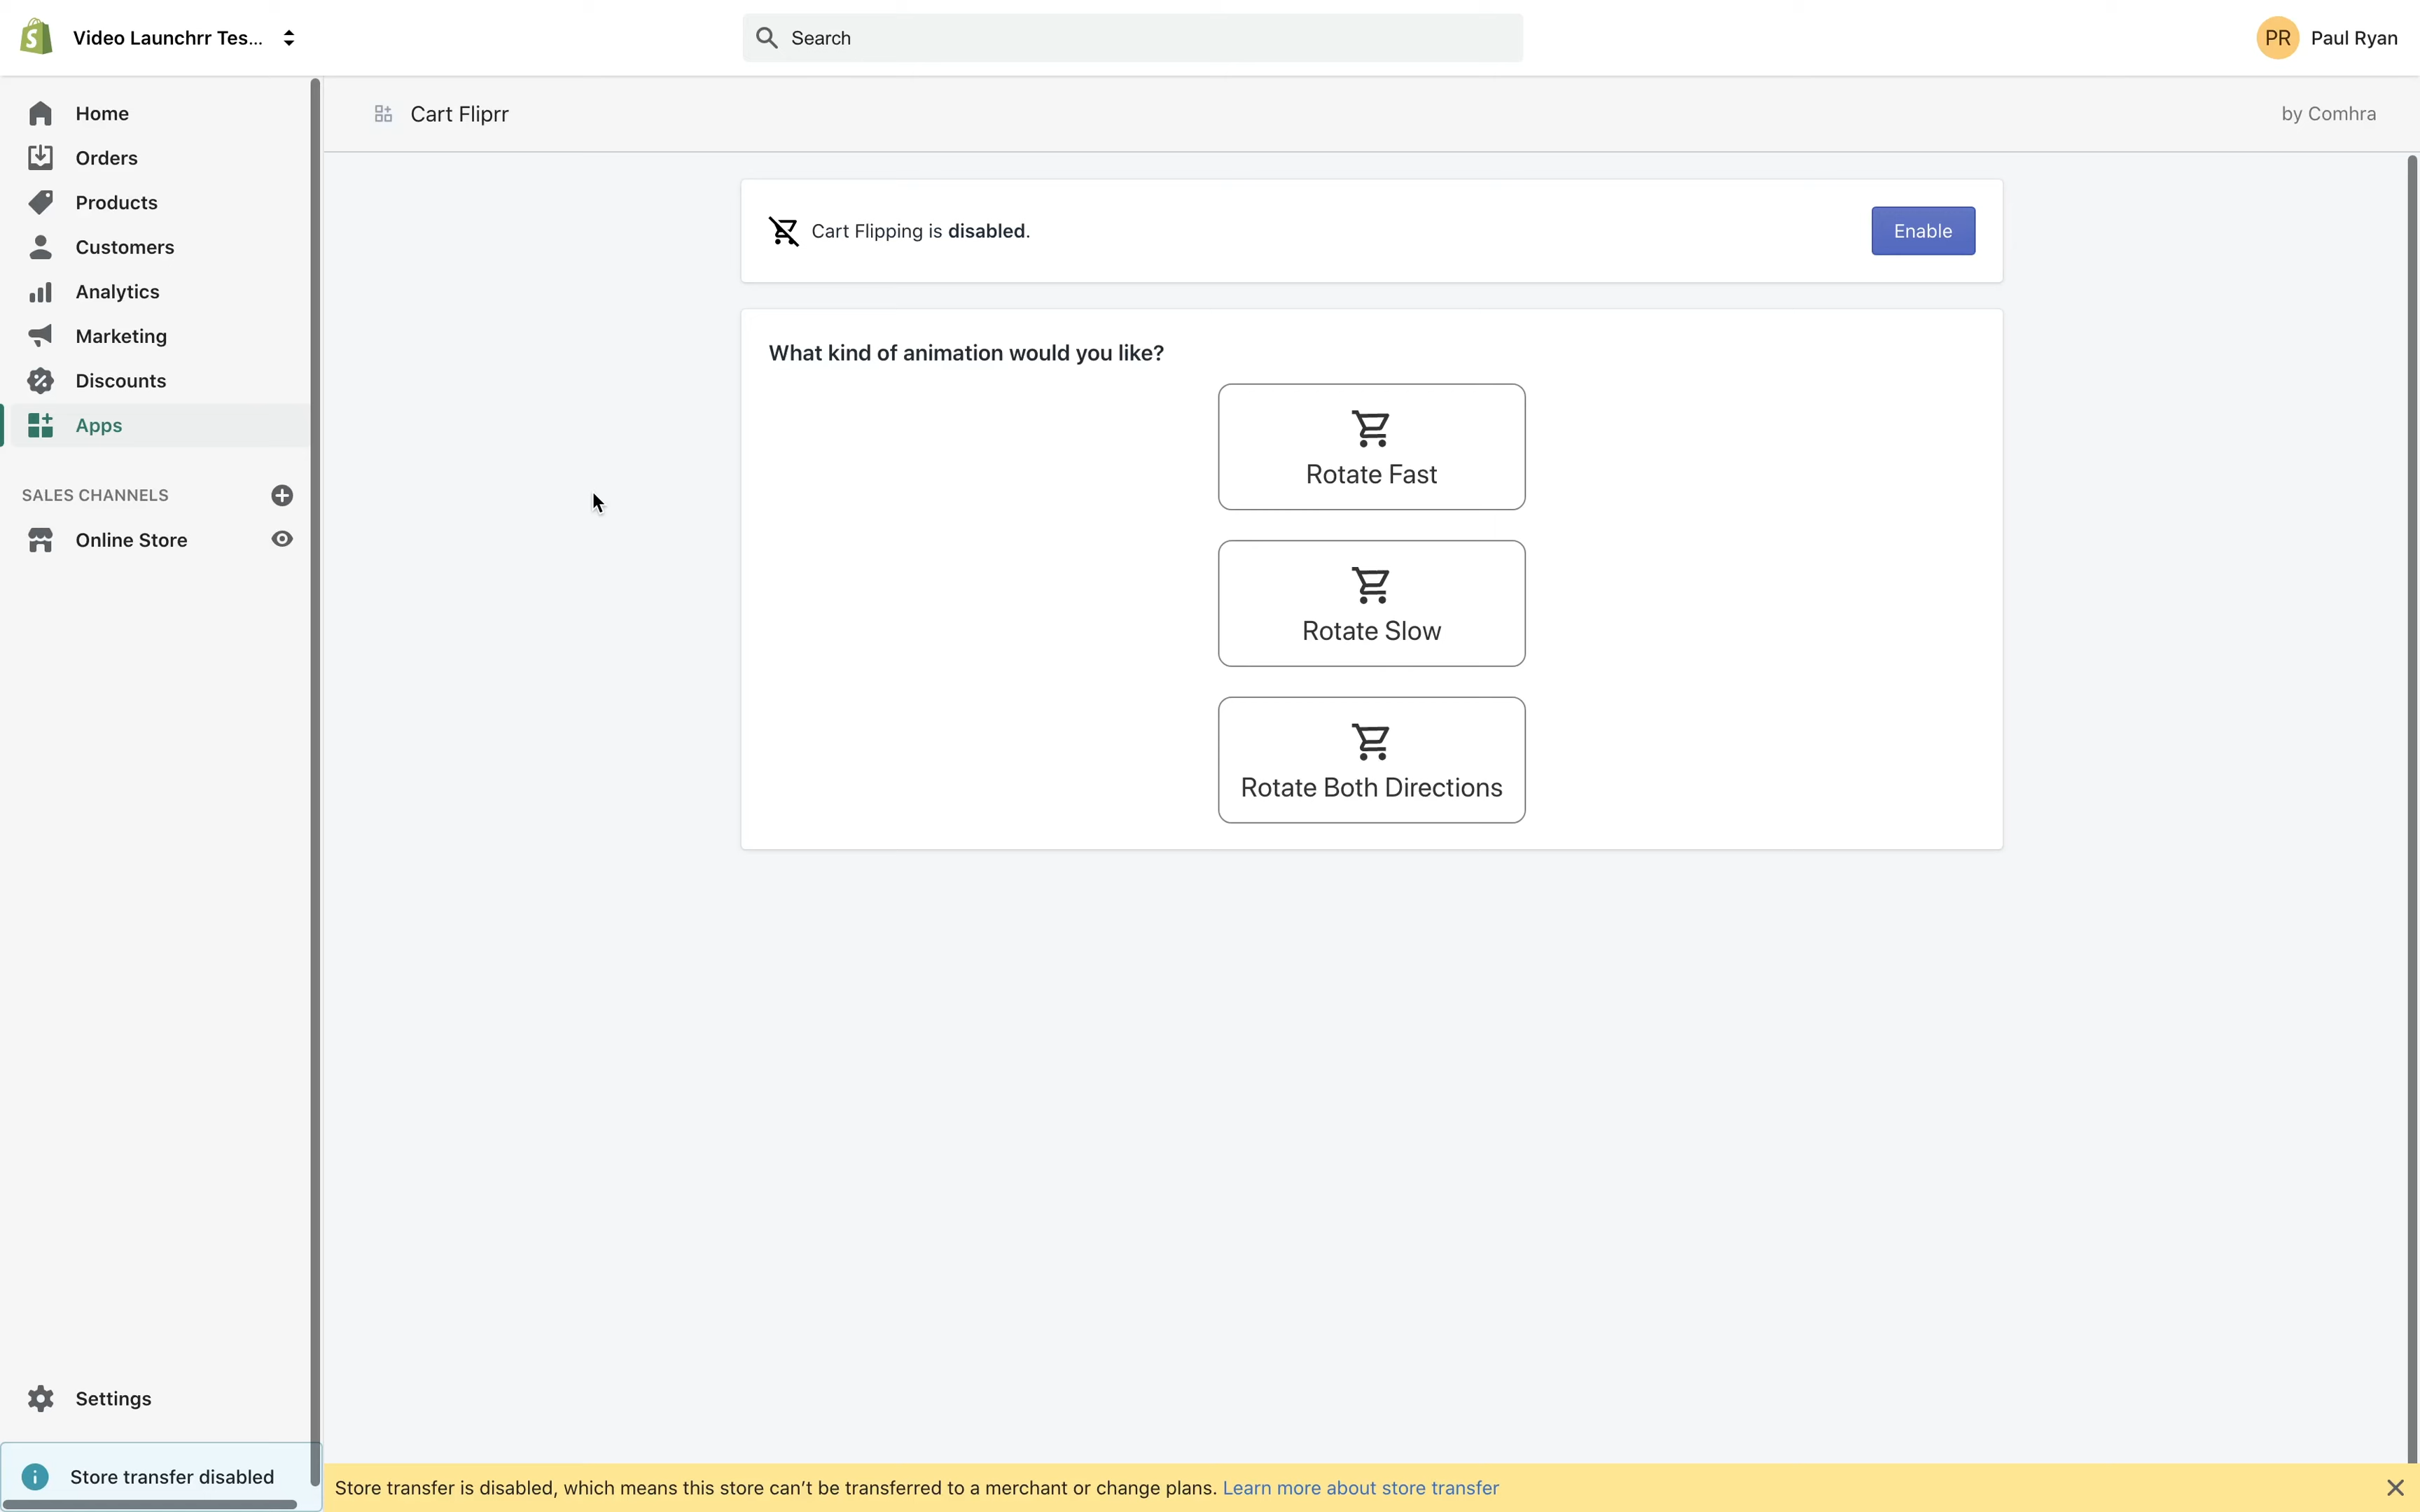 Video Launchrr Tes...
Search
PR
Paul Ryan
Home
Orders
Products
Customers
Analytics
Marketing
Discounts
Apps
SALES CHANNELS
Online Store
Settings
Store transfer disabled
Cart Fliprr
by Comhra
Cart Flipping is disabled.
Enable
What kind of animation would you like?
Rotate Fast
Rotate Slow
Rotate Both Directions
Store transfer is disabled, which means this store can’t be transferred to a merchant or change plans. Learn more about store transfer